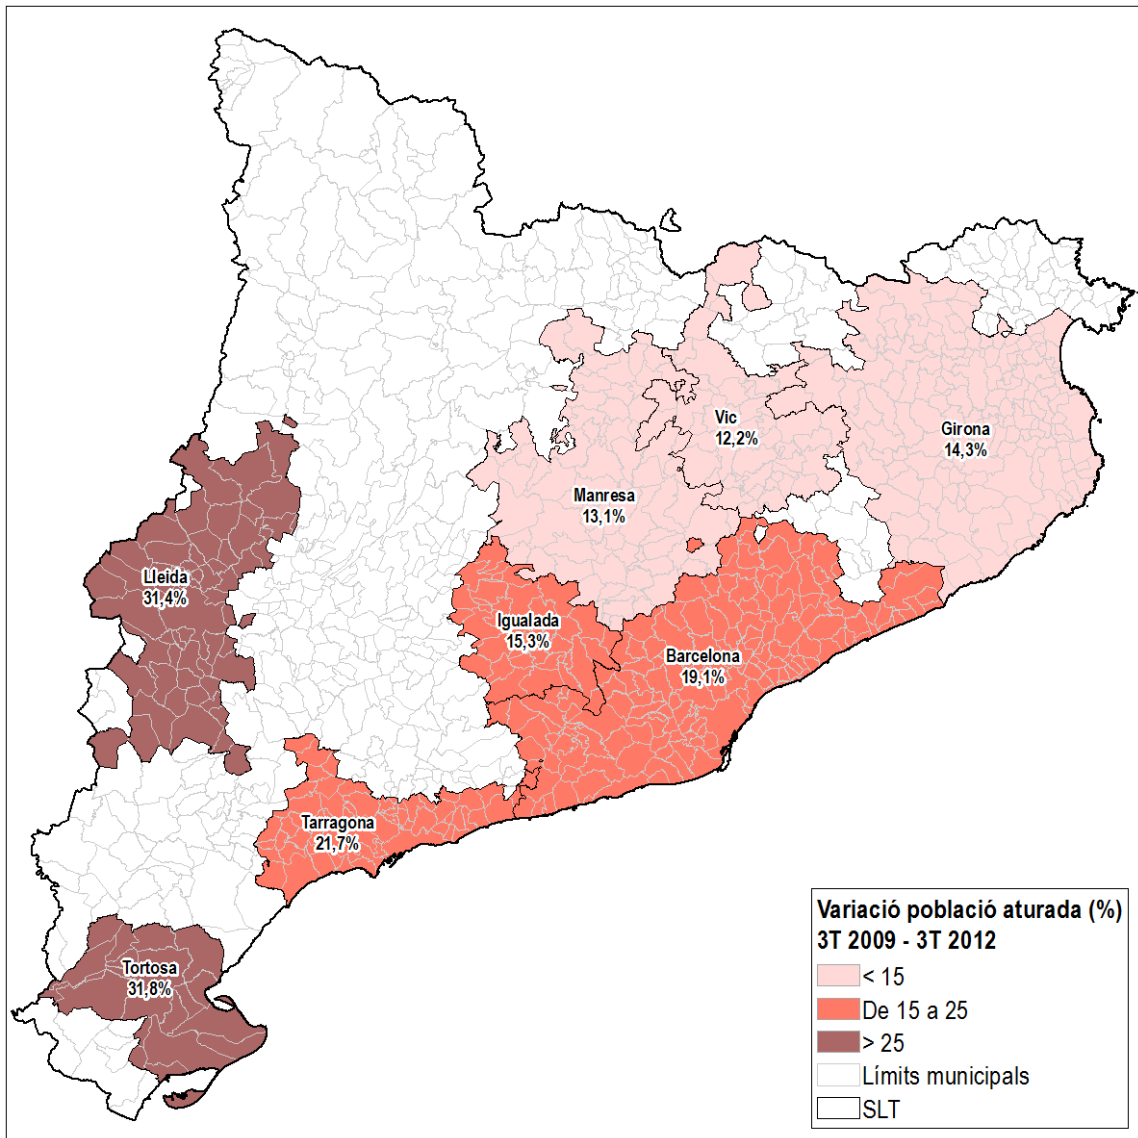 Vic
12,2%
Girona
14,3%
Manresa
13,1%
Lleida
31,4%
Igualada
15,3%
Barcelona
19,1%
Tarragona
21,7%
Tortosa
31,8%
Variació població aturada (%)
3T 2009 - 3T 2012
< 15
De 15 a 25
> 25
Límits municipals
SLT